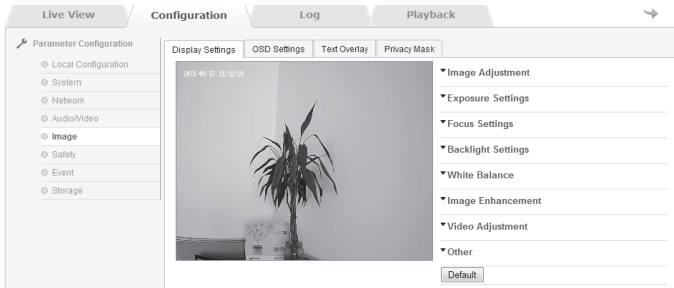 Live View
Configuration
Log
Playback
Parameter Configuration
Local Configuration
System
Network
Audio/Video
Image
Safety
Event
Storage
Display Settings
OSD Settings
Text Overlay
Privacy Mask
Image Adjustment
Exposure Settings
Focus Settings
Backlight Settings
White Balance
Image Enhancement
Video Adjustment
Other
Default